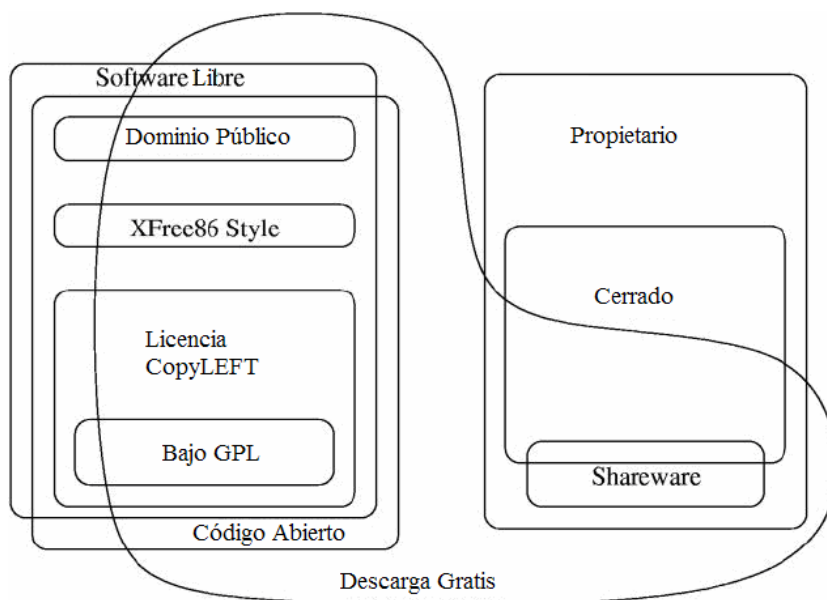 Software Libre
Dominio Público
XFree86 Style
Licencia
CopyLEFT
Bajo GPL
Código Abierto
Propietario
Cerrado
Shareware
Descarga Gratis